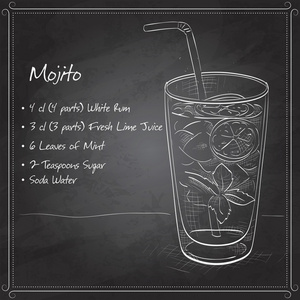 Mojito
• 4 cl (4 parts) White Rum
• 3 cl (3 parts) Fresh Lime Juice
• 6 Leaves of Mint
• 2 Teaspoons Sugar
• Soda Water